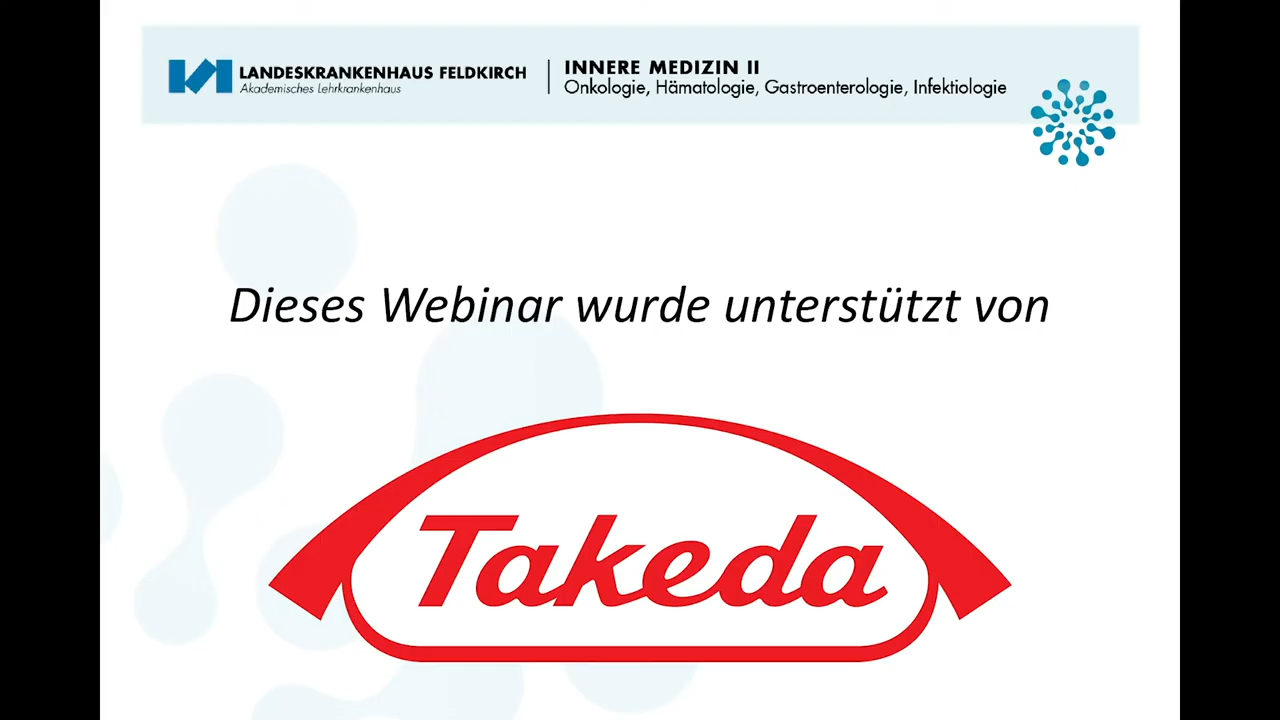 LANDESKRANKENHAUS FELDKIRCH
Akademisches Lehrkrankenhaus
INNERE MEDIZIN II
Onkologie, Hämatologie, Gastroenterologie, Infektiologie
Dieses Webinar wurde unterstützt von
Takeda